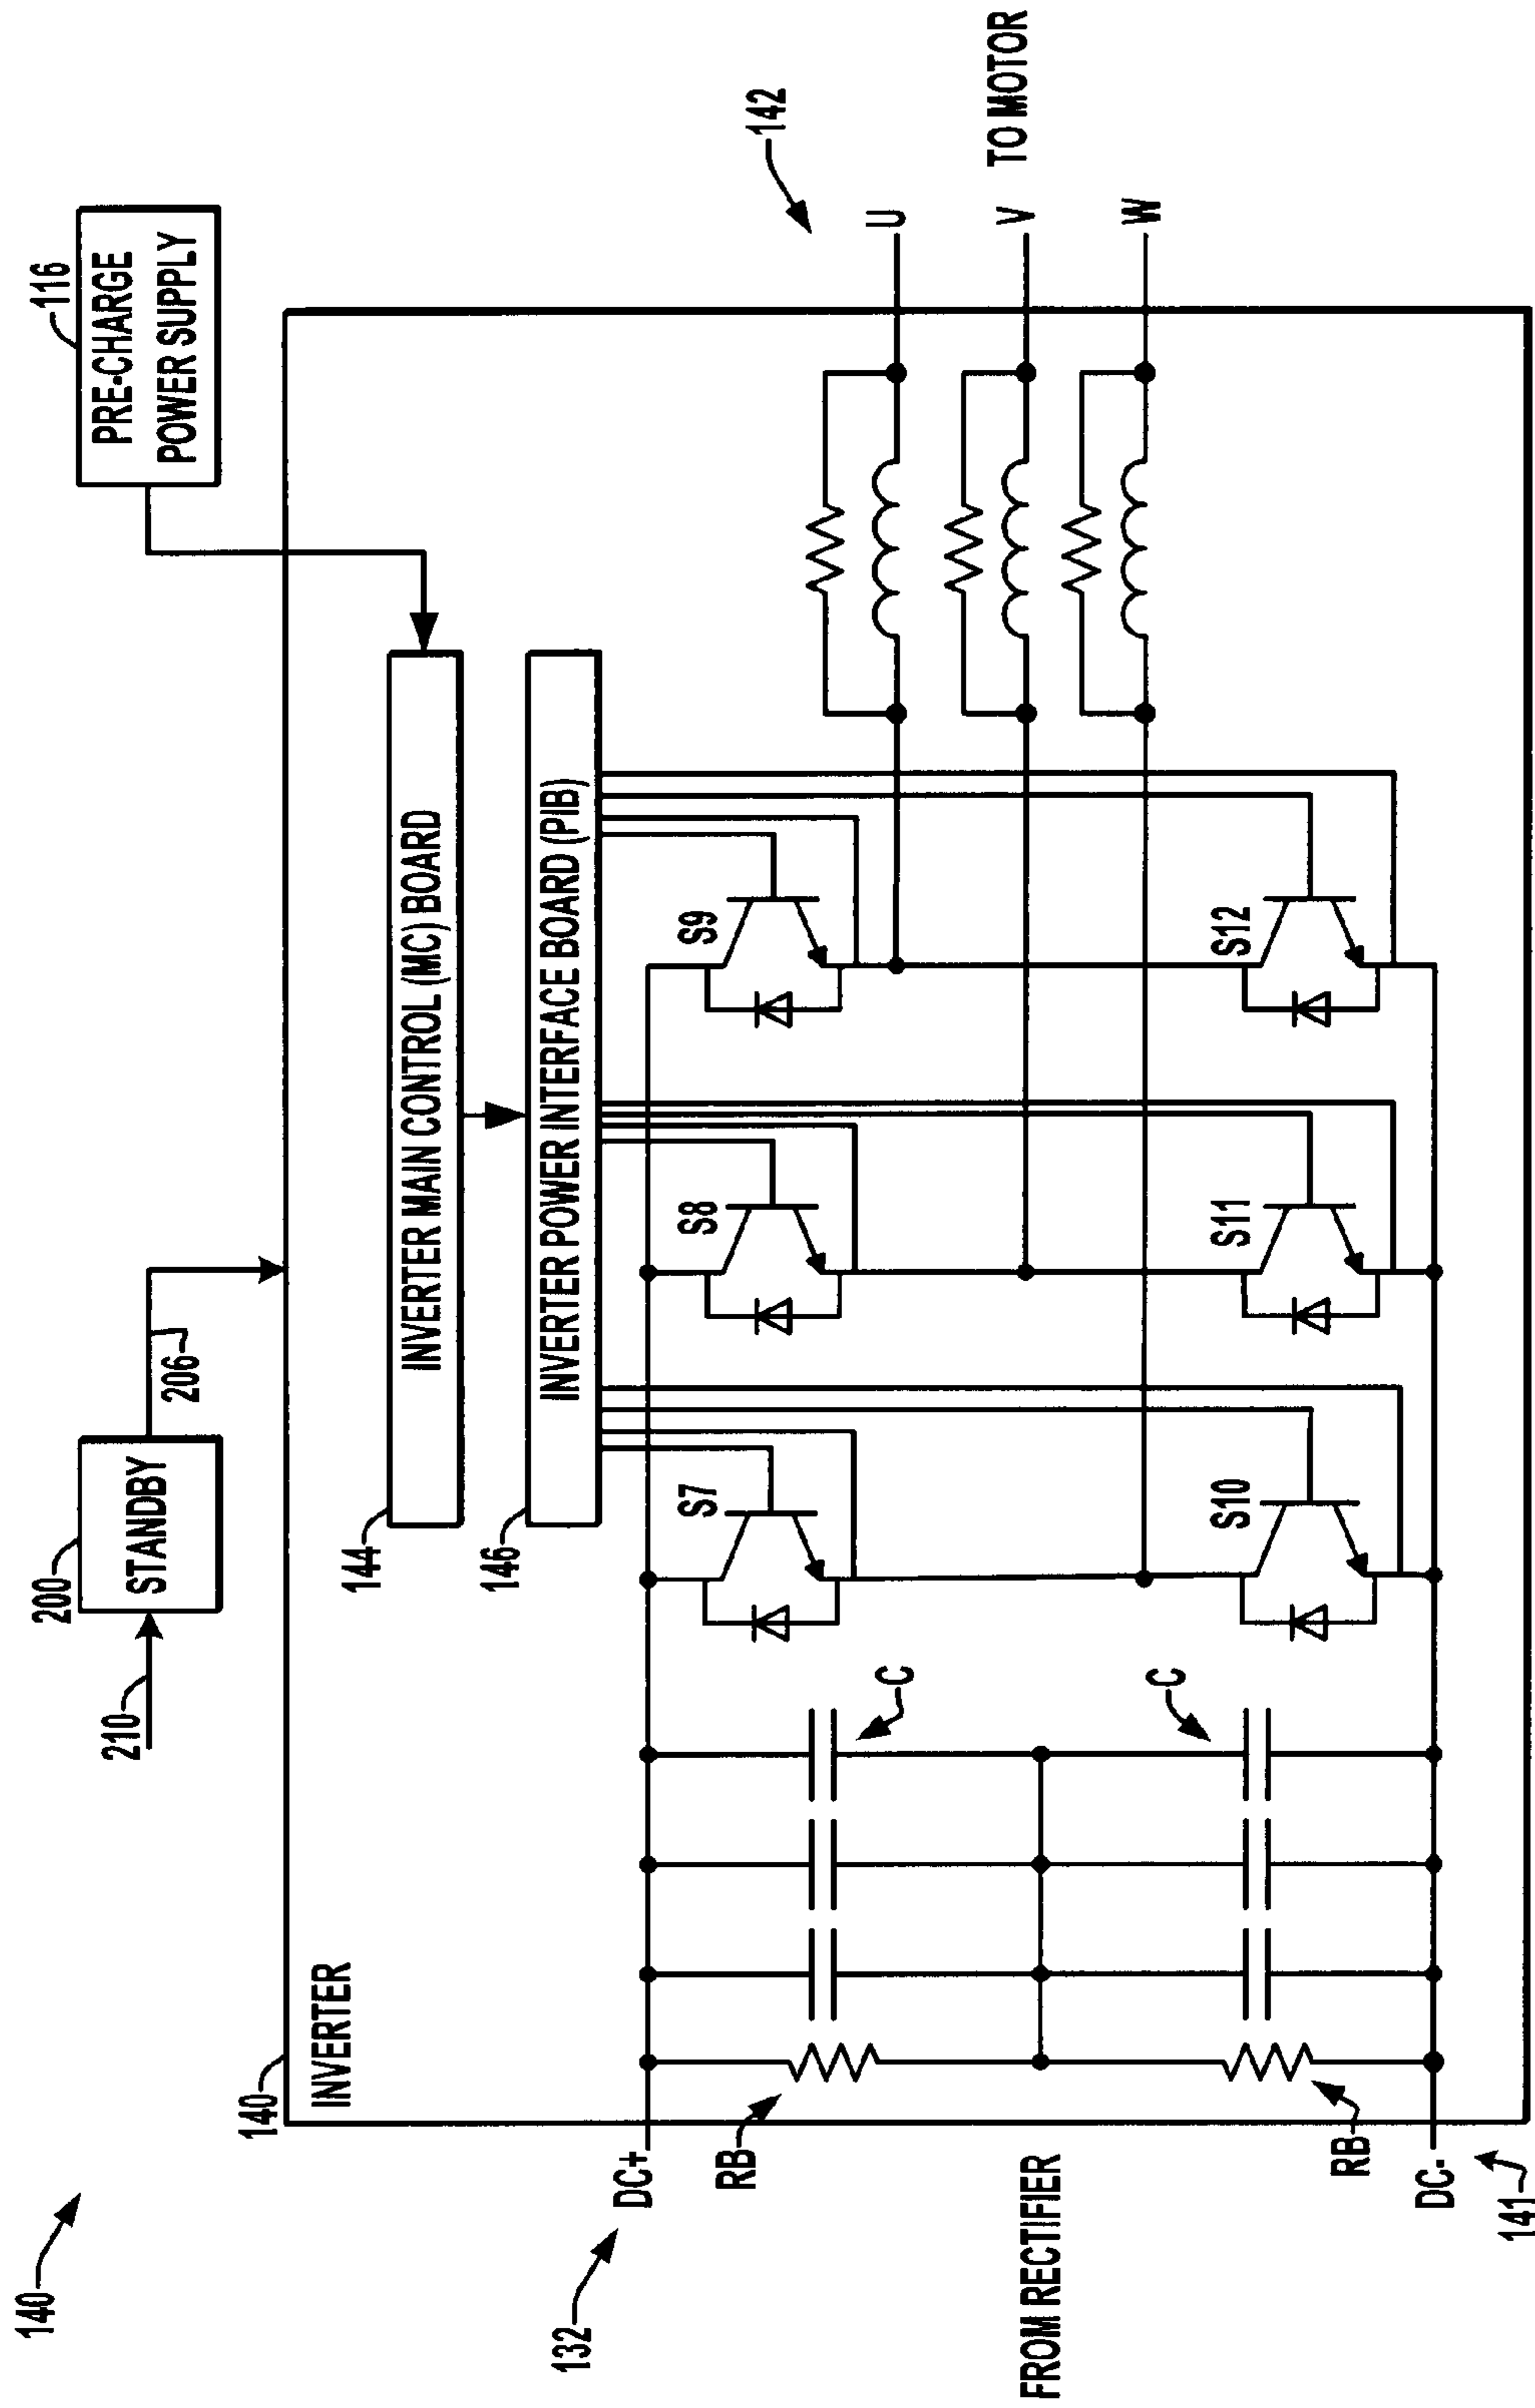 140
200
STANDBY
210
206
116
PRE-CHARGE
POWER SUPPLY
140
INVERTER
144
INVERTER MAIN CONTROL (MC) BOARD
146
INVERTER POWER INTERFACE BOARD (PIB)
142
132
DC+
RB
S7
S8
S9
C
U
V
TO MOTOR
W
FROM RECTIFIER
C
S10
S11
S12
RB
DC-
141